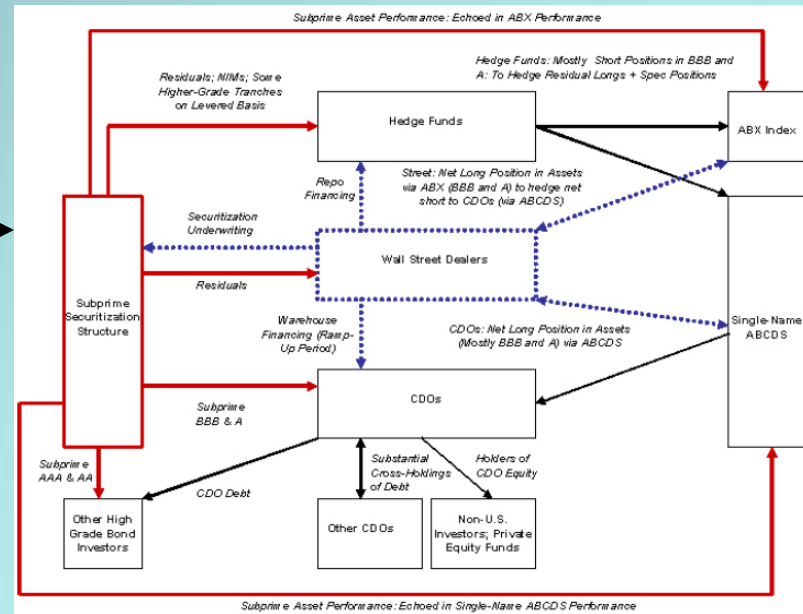 Subprime Asset Performance: Echoed in ABX Performance
Residuals; NIMs; Some
Higher-Grade Tranches
on Levered Basis
Hedge Funds: Mostly Short Positions in BBB and
A: To Hedge Residual Longs + Spec Positions
Hedge Funds
ABX Index
Repo
Financing
Street: Net Long Position in Assets
via ABX (BBB and A) to hedge net
short to CDOs (via ABCDS)
Securitization
Underwriting
Wall Street Dealers
Residuals
Subprime
Securitization
Structure
Warehouse
Financing (Ramp-
Up Period)
CDOs: Net Long Position in Assets
(Mostly BBB and A) via ABCDS
Single-Name
ABCDS
CDOs
Subprime
BBB & A
Subprime
AAA & AA
CDO Debt
Substantial
Cross-Holdings
of Debt
Holders of
CDO Equity
Other High
Grade Bond
Investors
Other CDOs
Non-U.S.
Investors; Private
Equity Funds
Subprime Asset Performance: Echoed in Single-Name ABCDS Performance